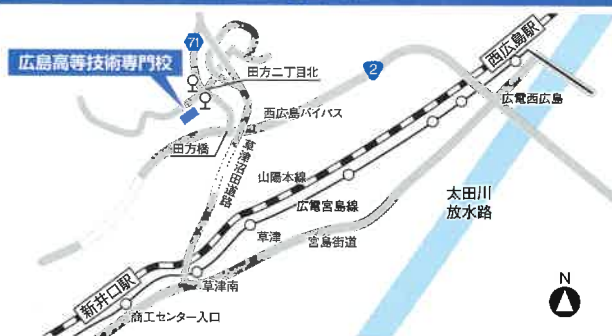 71
西広島駅
広島高等技術専門校
田方二丁目北
2
広電西広島
西広島バイパス
田方橋
草津沼田道路
山陽本線
太田川
放水路
広電宮島線
草津
宮島街道
新井口駅
草津南
商工センター入口
N